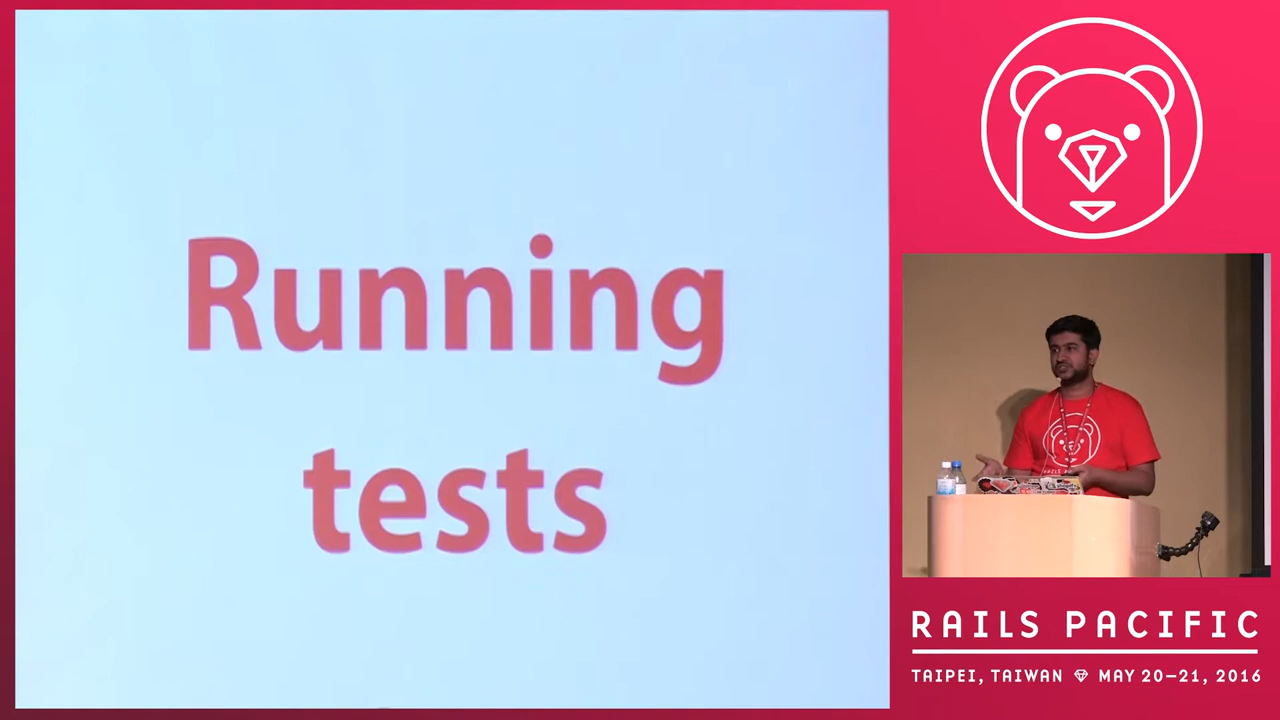 Running
tests
RAILS PACIFIC
TAIPEI, TAIWAN MAY 20–21, 2016